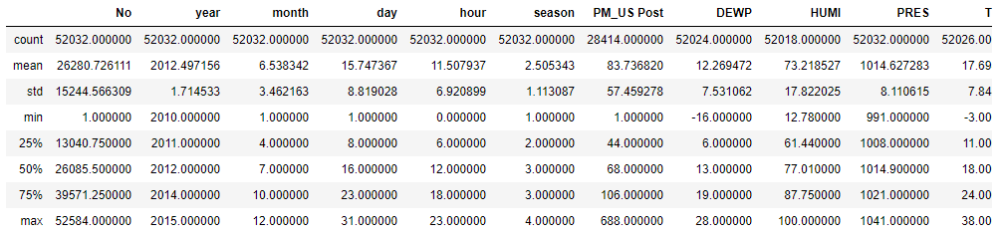 No year month day hour season PM_US Post DEWP HUMI PRES T
count 52032.000000 52032.000000 52032.000000 52032.000000 52032.000000 52032.000000 28414.000000 52024.000000 52018.000000 52032.000000 52026.00
mean 26280.726111 2012.497156 6.538342 15.747367 11.507937 2.505343 83.736820 12.269472 73.218527 1014.627283 17.69
std 15244.566309 1.714533 3.462163 8.819028 6.920899 1.113087 57.459278 7.531062 17.822025 8.110615 7.84
min 1.000000 2010.000000 1.000000 1.000000 0.000000 1.000000 1.000000 -16.000000 12.780000 991.000000 -3.00
25% 13040.750000 2011.000000 4.000000 8.000000 6.000000 2.000000 44.000000 6.000000 61.440000 1008.000000 11.00
50% 26085.500000 2012.000000 7.000000 16.000000 12.000000 3.000000 68.000000 13.000000 77.010000 1014.900000 18.00
75% 39571.250000 2014.000000 10.000000 23.000000 18.000000 3.000000 106.000000 19.000000 87.750000 1021.000000 24.00
max 52584.000000 2015.000000 12.000000 31.000000 23.000000 4.000000 688.000000 28.000000 100.000000 1041.000000 38.00